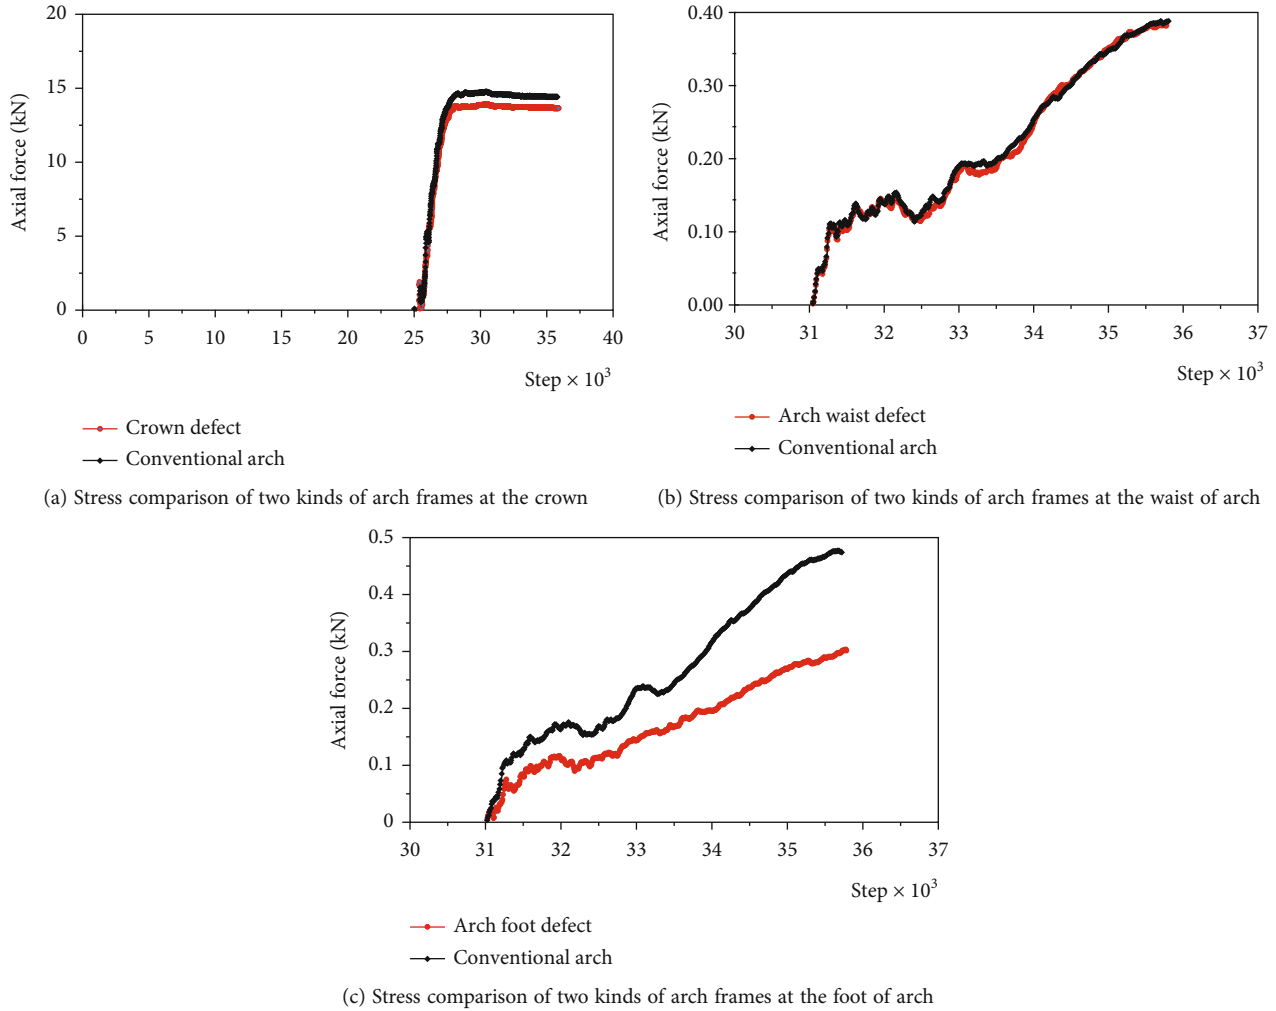 20
15
10
5
0
Axial force (kN)
0 5 10 15 20 25 30 35 40
Step × 10³
Crown defect
Conventional arch
(a) Stress comparison of two kinds of arch frames at the crown
0.40
0.30
0.20
0.10
0.00
Axial force (kN)
30 31 32 33 34 35 36 37
Step × 10³
Arch waist defect
Conventional arch
(b) Stress comparison of two kinds of arch frames at the waist of arch
0.5
0.4
0.3
0.2
0.1
0
Axial force (kN)
30 31 32 33 34 35 36 37
Step × 10³
Arch foot defect
Conventional arch
(c) Stress comparison of two kinds of arch frames at the foot of arch